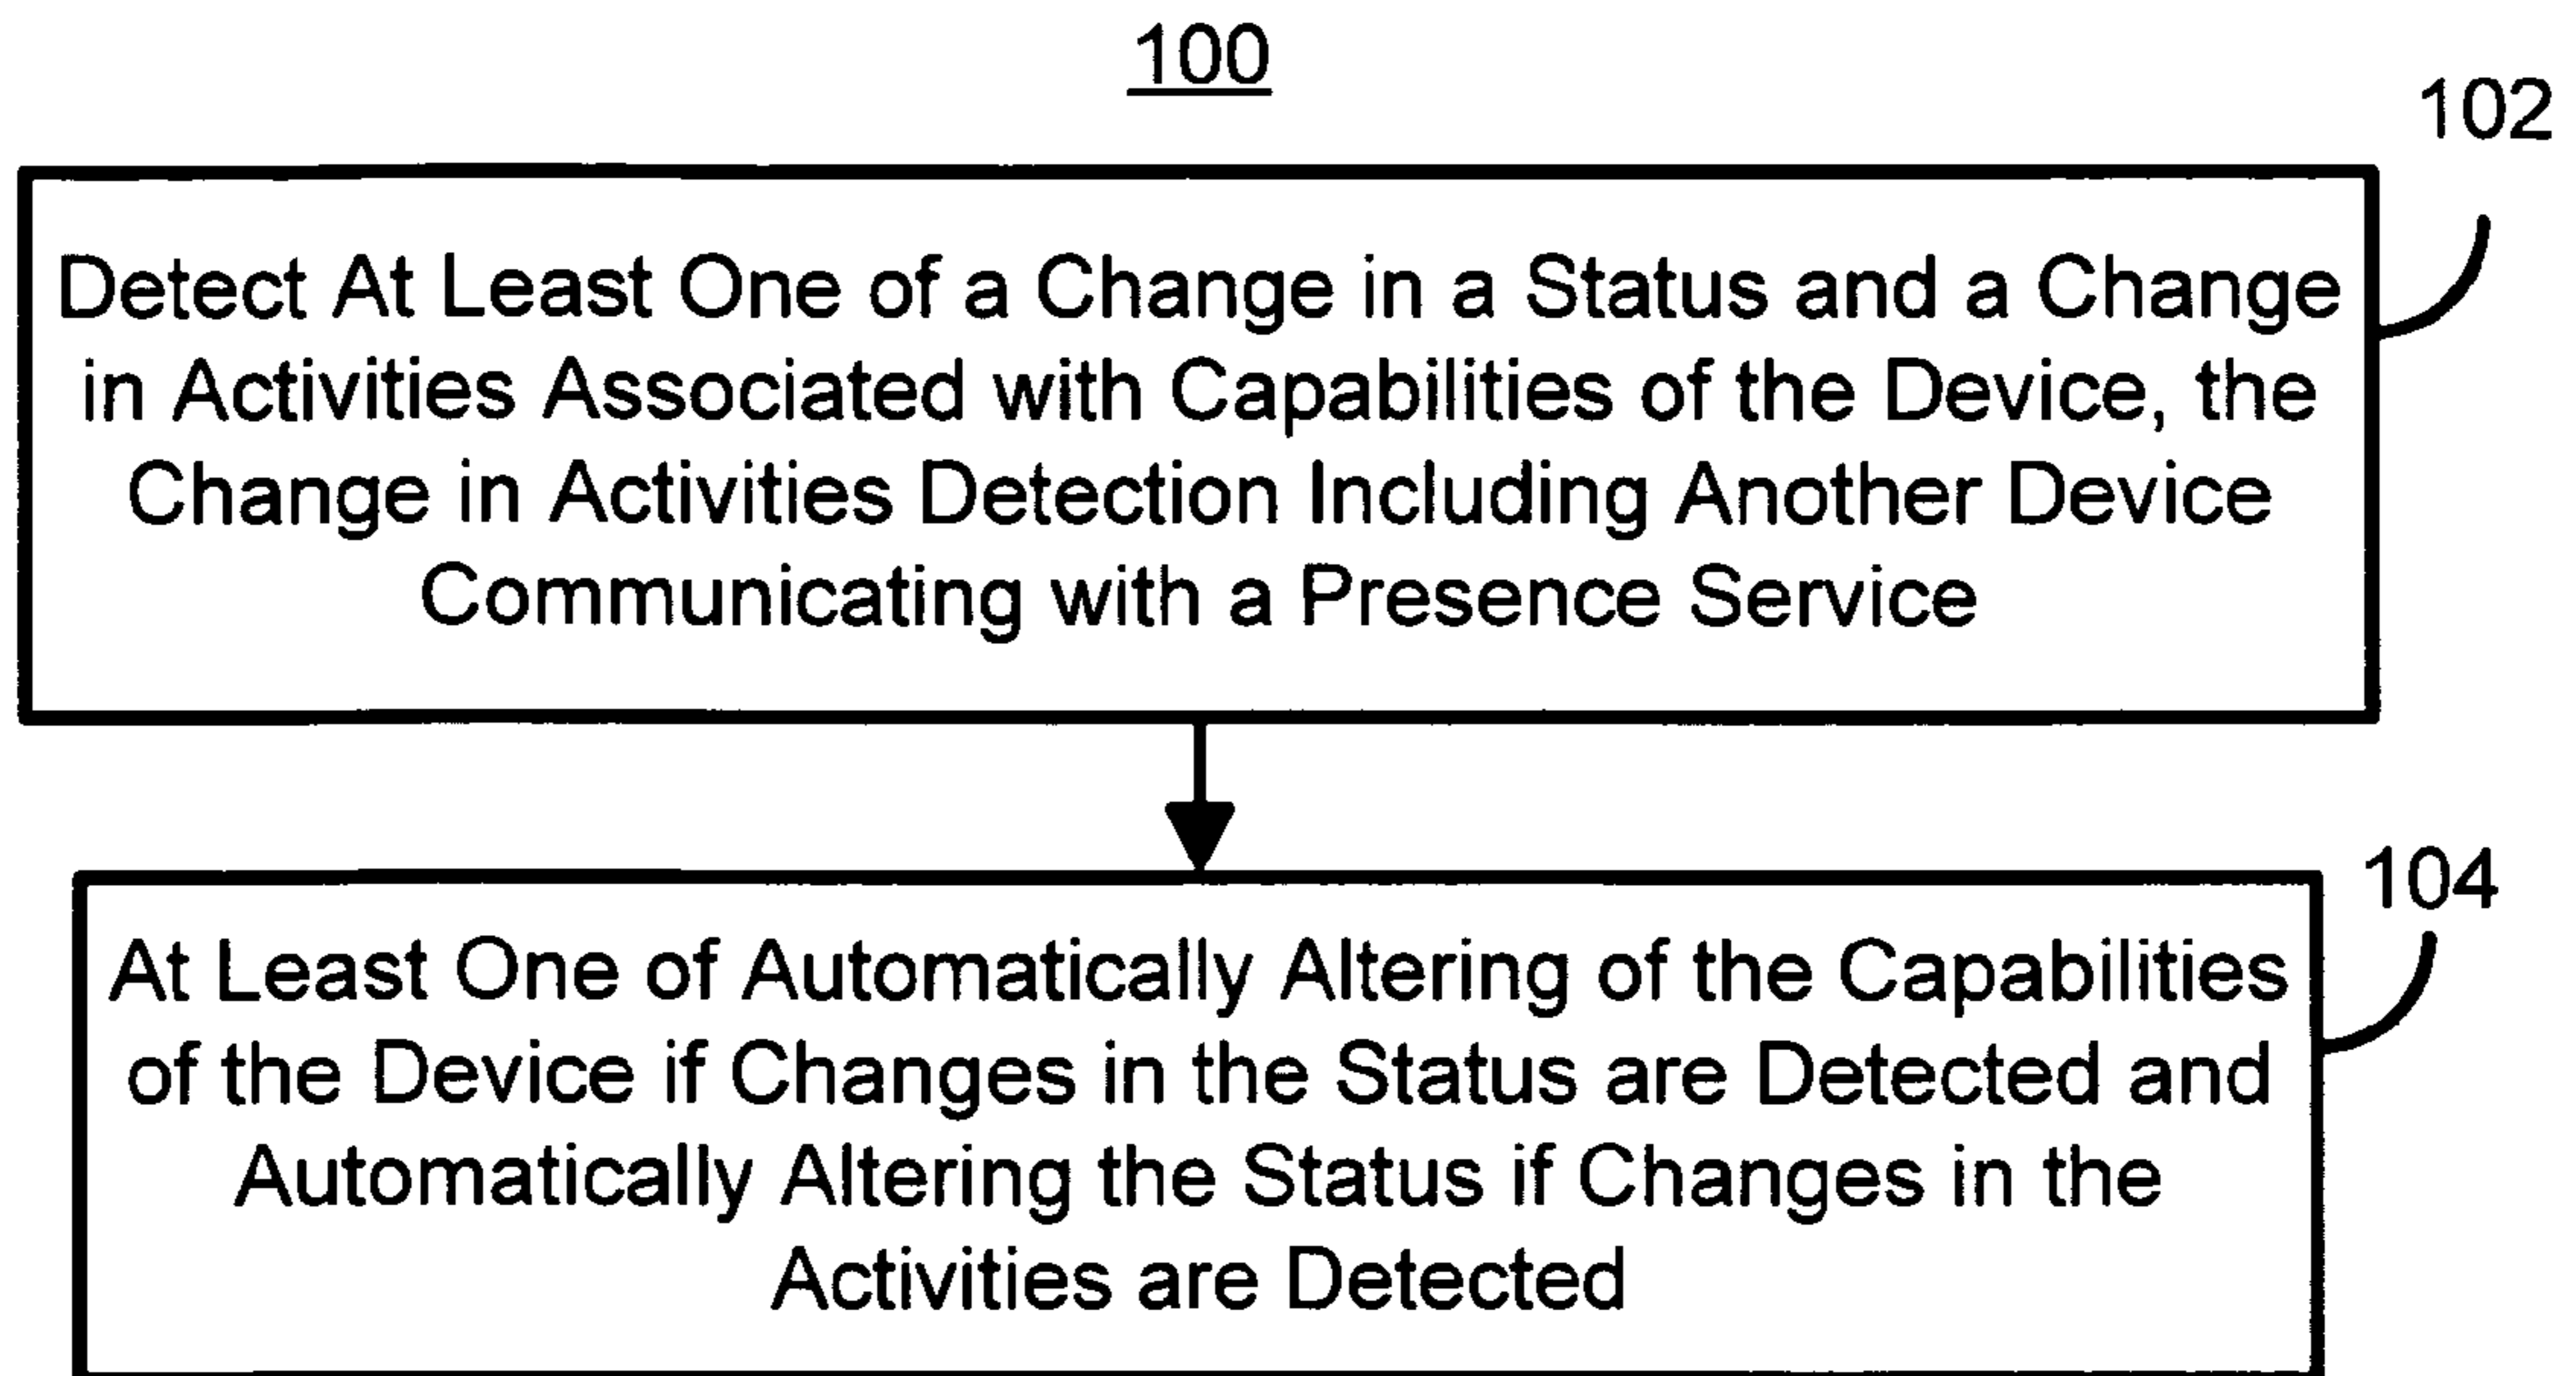 100
102
Detect At Least One of a Change in a Status and a Change
in Activities Associated with Capabilities of the Device, the
Change in Activities Detection Including Another Device
Communicating with a Presence Service
104
At Least One of Automatically Altering of the Capabilities
of the Device if Changes in the Status are Detected and
Automatically Altering the Status if Changes in the
Activities are Detected